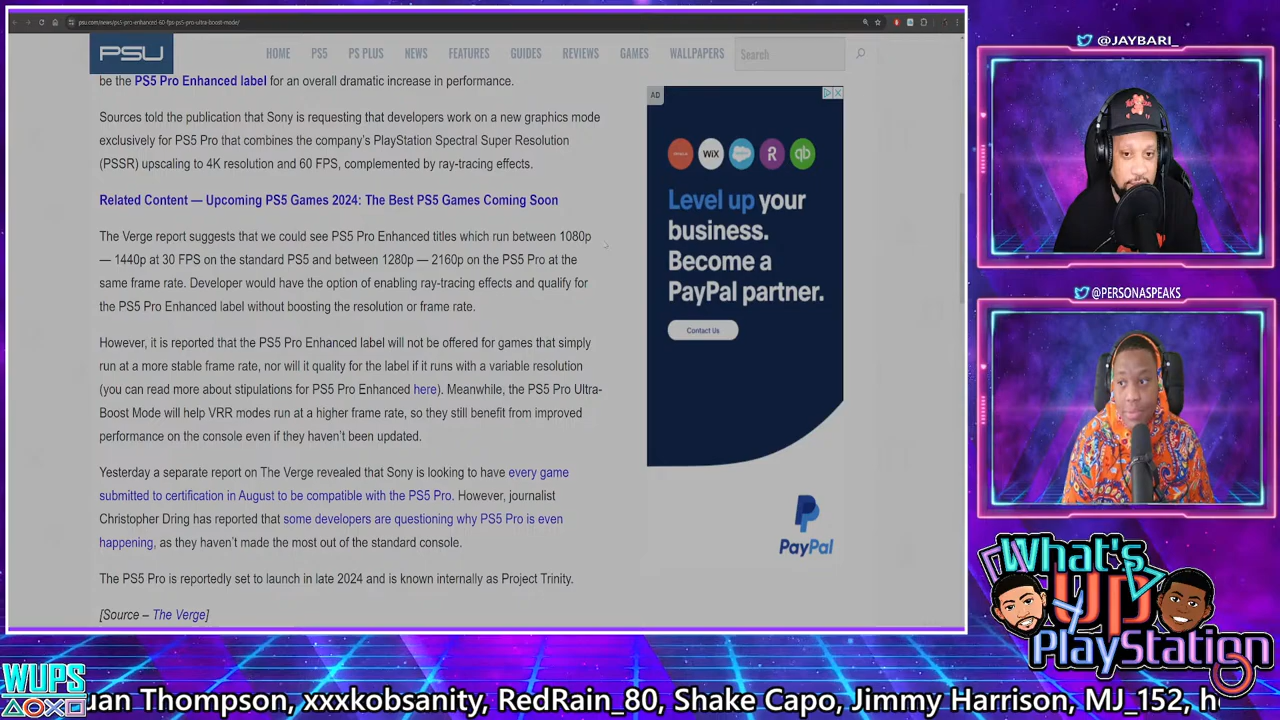 psu.com/news/ps5-pro-enhanced-60-fps-ps5-pro-ultra-boost-mode/
PSU
HOME PS5 PS PLUS NEWS FEATURES GUIDES REVIEWS GAMES WALLPAPERS Search
be the PS5 Pro Enhanced label for an overall dramatic increase in performance.
Sources told the publication that Sony is requesting that developers work on a new graphics mode
exclusively for PS5 Pro that combines the company's PlayStation Spectral Super Resolution
(PSSR) upscaling to 4K resolution nd 60 FPS, complemented by ray-tracing effects.
Related Content — Upcoming PS5 Games 2024: The Best PS5 Games Coming Soon
The Verge report suggests that we could see PS5 Pro Enhanced titles which run between 1080p
— 1440p at 30 FPS on the standard PS5 and between 1280p — 2160p on the PS5 Pro at the
same frame rate. Developer would have the option of enabling ray-tracing effects and qualify for
the PS5 Pro Enhanced label without boosting the resolution or frame rate.
However, it is reported that the PS5 Pro Enhanced label will not be offered for games that simply
run at a more stable frame rate, nor will it quality for the label if it runs with a variable resolution
(you can read more about stipulations for PS5 Pro Enhanced here). Meanwhile, the PS5 Pro Ultra-
Boost Mode will help VRR modes run at a higher frame rate, so they still benefit from improved
performance on the console even if they haven't been updated.
Yesterday a separate report on The Verge revealed that Sony is looking to have every game
submitted to certification in August to be compatible with the PS5 Pro. However, journalist
Christopher Dring has reported that some developers are questioning why PS5 Pro is even
happening, as they haven't made the most out of the standard console.
The PS5 Pro is reportedly set to launch in late 2024 and is known internally as Project Trinity.
[Source – The Verge]
AD
WiX
R
qb
Level up your
business.
Become a
PayPal partner.
Contact Us
PayPal
@JAYBARI_
@PERSONASPEAKS
What's
Up
PlayStation
WUPS
uan Thompson, xxxkobsanity, RedRain_80, Shake Capo, Jimmy Harrison, MJ_152, h